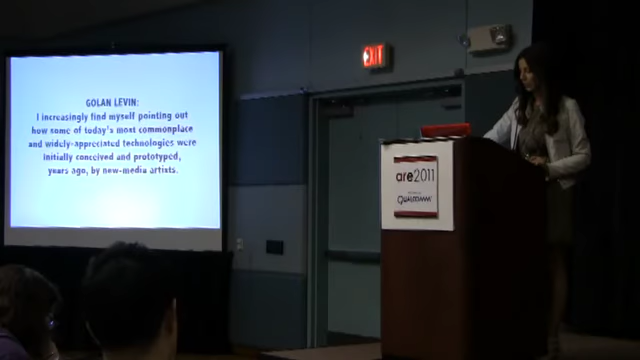 GOLAN LEVIN:
I increasingly find myself pointing out
how some of today's most commonplace
and widely-appreciated technologies were
initially conceived and prototyped,
years ago, by new-media artists.
EXIT
are2011
QUALCOMM